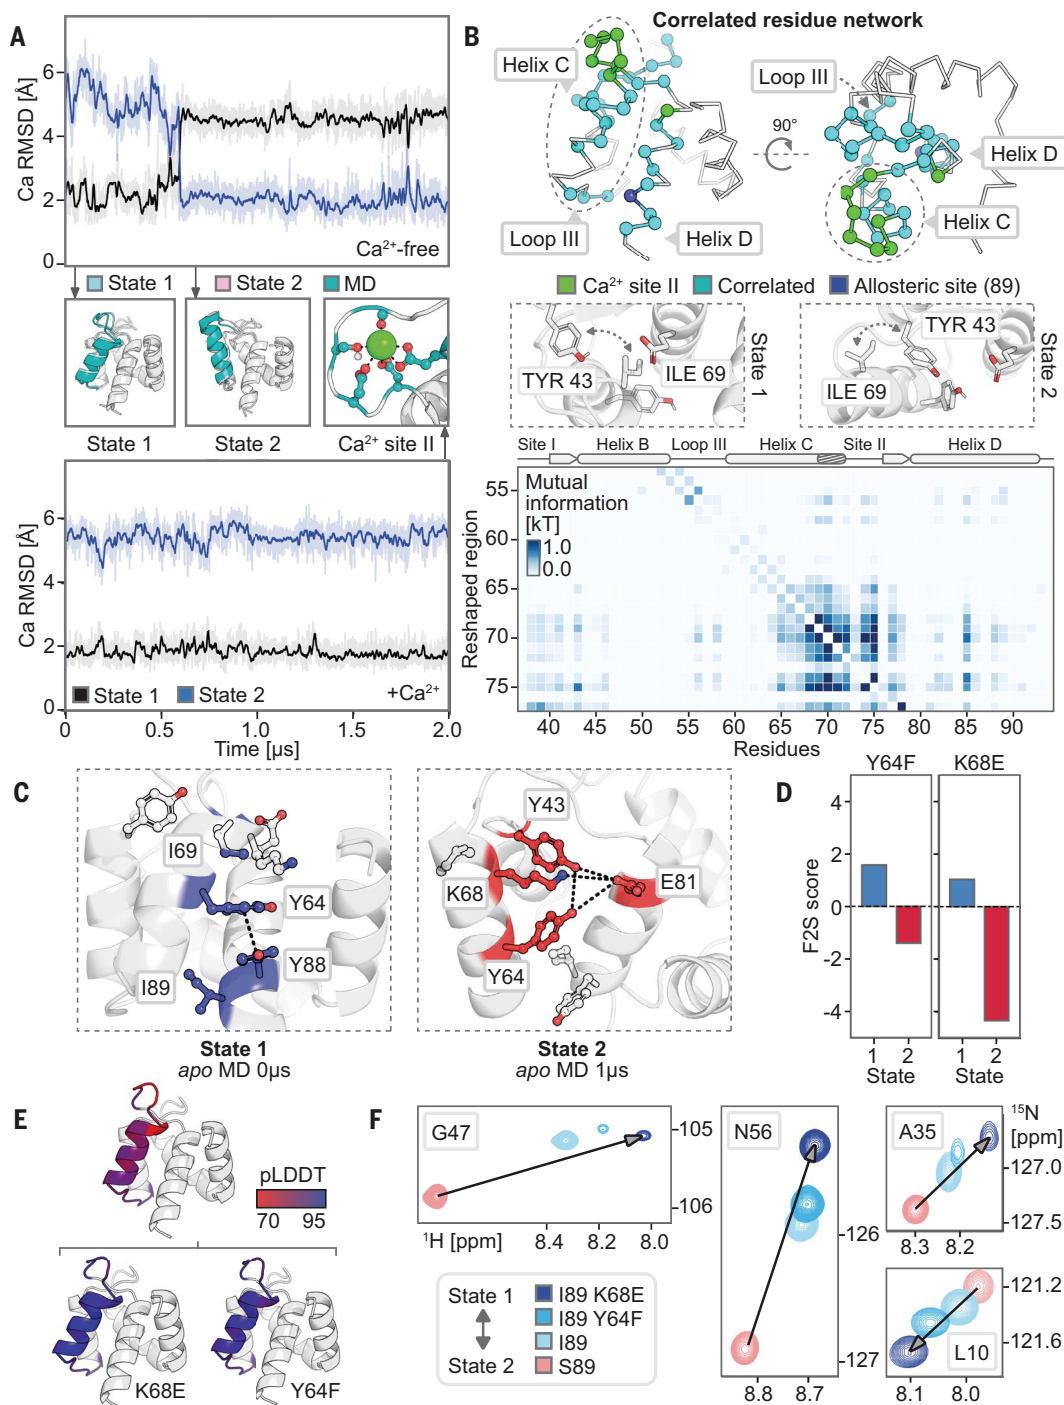 A
Ca RMSD [Å]
6
4
2
0
Ca²⁺-free
State 1
State 2
MD
State 1
State 2
Ca²⁺ site II
Ca RMSD [Å]
6
4
2
0
State 1
State 2
+Ca²⁺
0 0.5 1.0 1.5 2.0
Time [µs]
B
Correlated residue network
Helix C
Loop III
Helix D
90°
Loop III
Helix D
Helix C
Ca²⁺ site II
Correlated
Allosteric site (89)
TYR 43
ILE 69
State 1
TYR 43
ILE 69
State 2
Site I Helix B Loop III Helix C Site II Helix D
Mutual
information
[kT]
1.0
0.0
Reshaped region
55
60
65
70
75
40 45 50 55 60 65 70 75 80 85 90
Residues
C
I69
Y64
Y88
I89
State 1
apo MD 0µs
Y43
K68
E81
Y64
State 2
apo MD 1µs
D
Y64F K68E
F2S score
4
2
0
-2
-4
1 2 1 2
State State
E
pLDDT
70 95
K68E
Y64F
F
G47
-105
-106
¹H [ppm] 8.4 8.2 8.0
State 1
State 2
I89 K68E
I89 Y64F
I89
S89
N56
-126
-127
8.8 8.7
A35
¹⁵N
[ppm]
-127.0
-127.5
8.3 8.2
L10
-121.2
-121.6
8.1 8.0